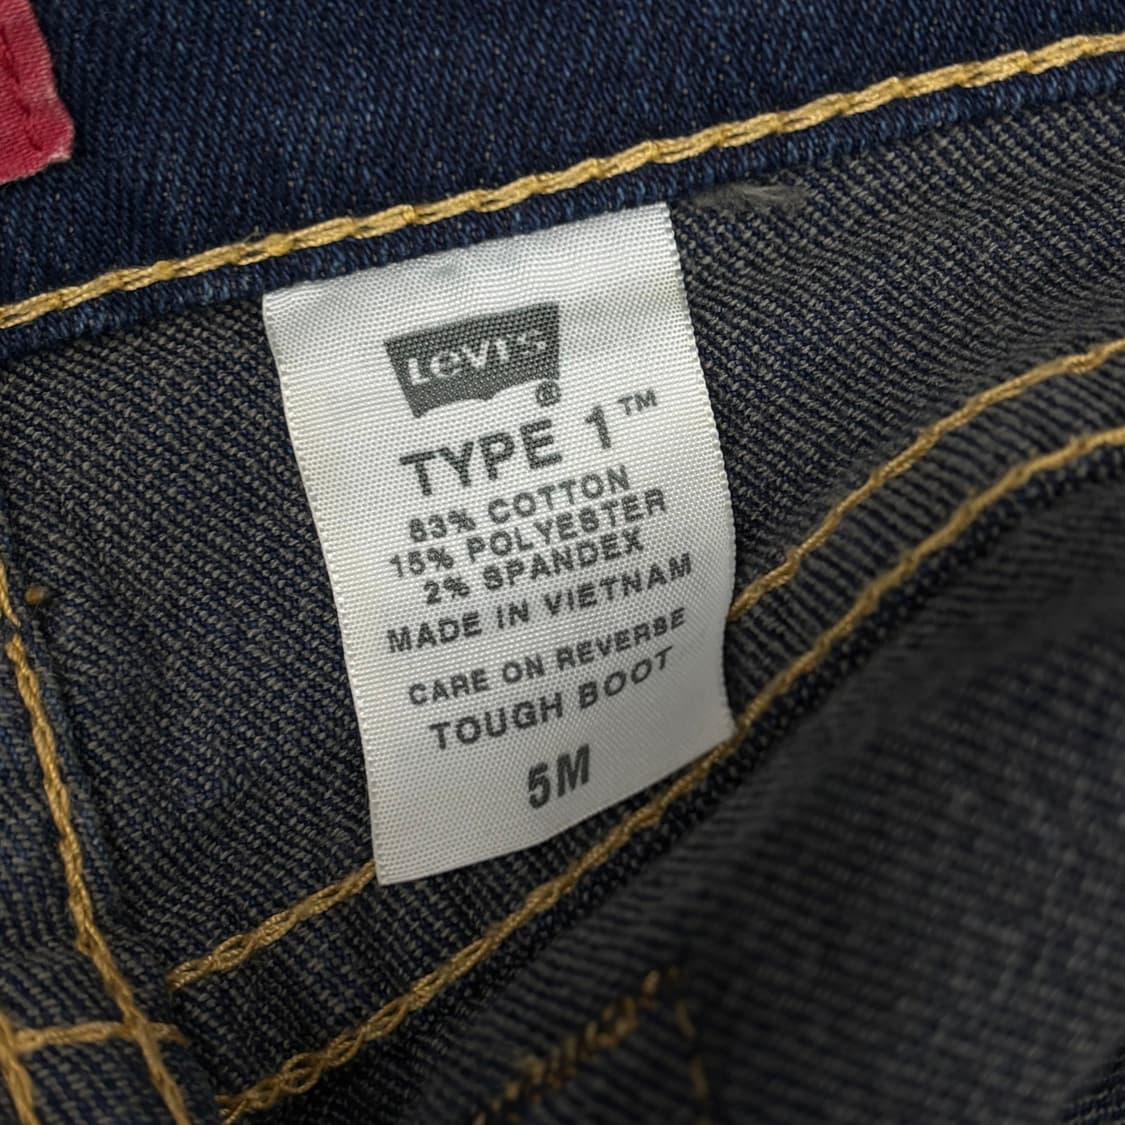 Levi's
®
TYPE 1™
83% COTTON
15% POLYESTER
2% SPANDEX
MADE IN VIETNAM
CARE ON REVERSE
TOUGH BOOT
5M